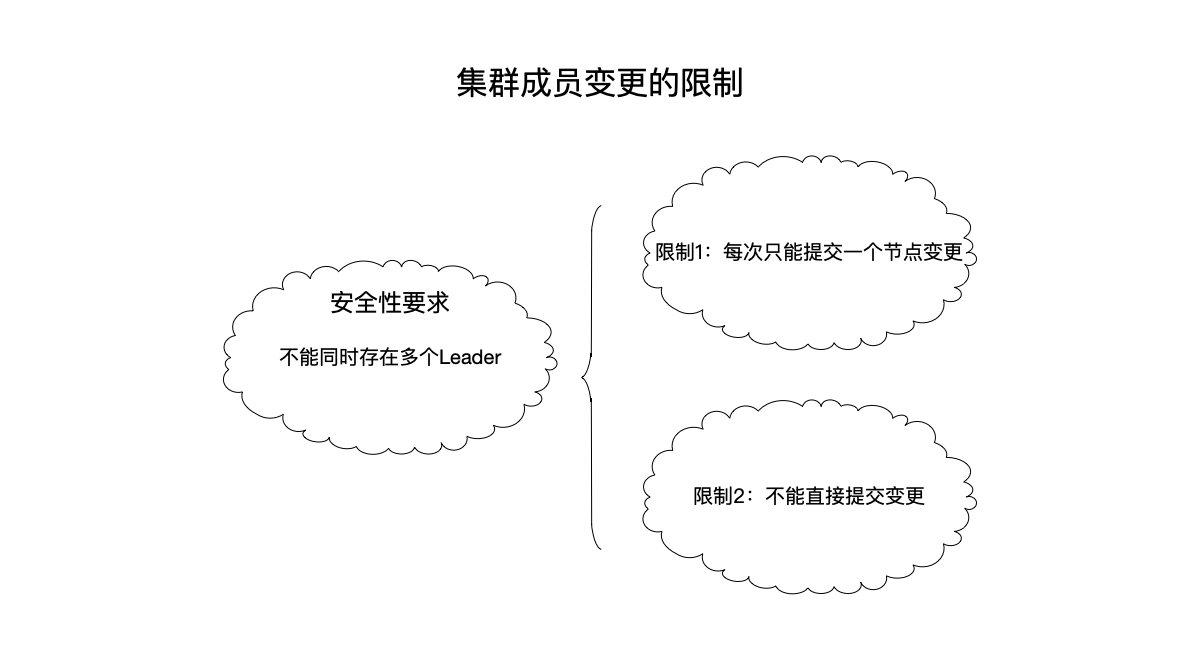 集群成员变更的限制
安全性要求
不能同时存在多个Leader
限制1：每次只能提交一个节点变更
限制2：不能直接提交变更